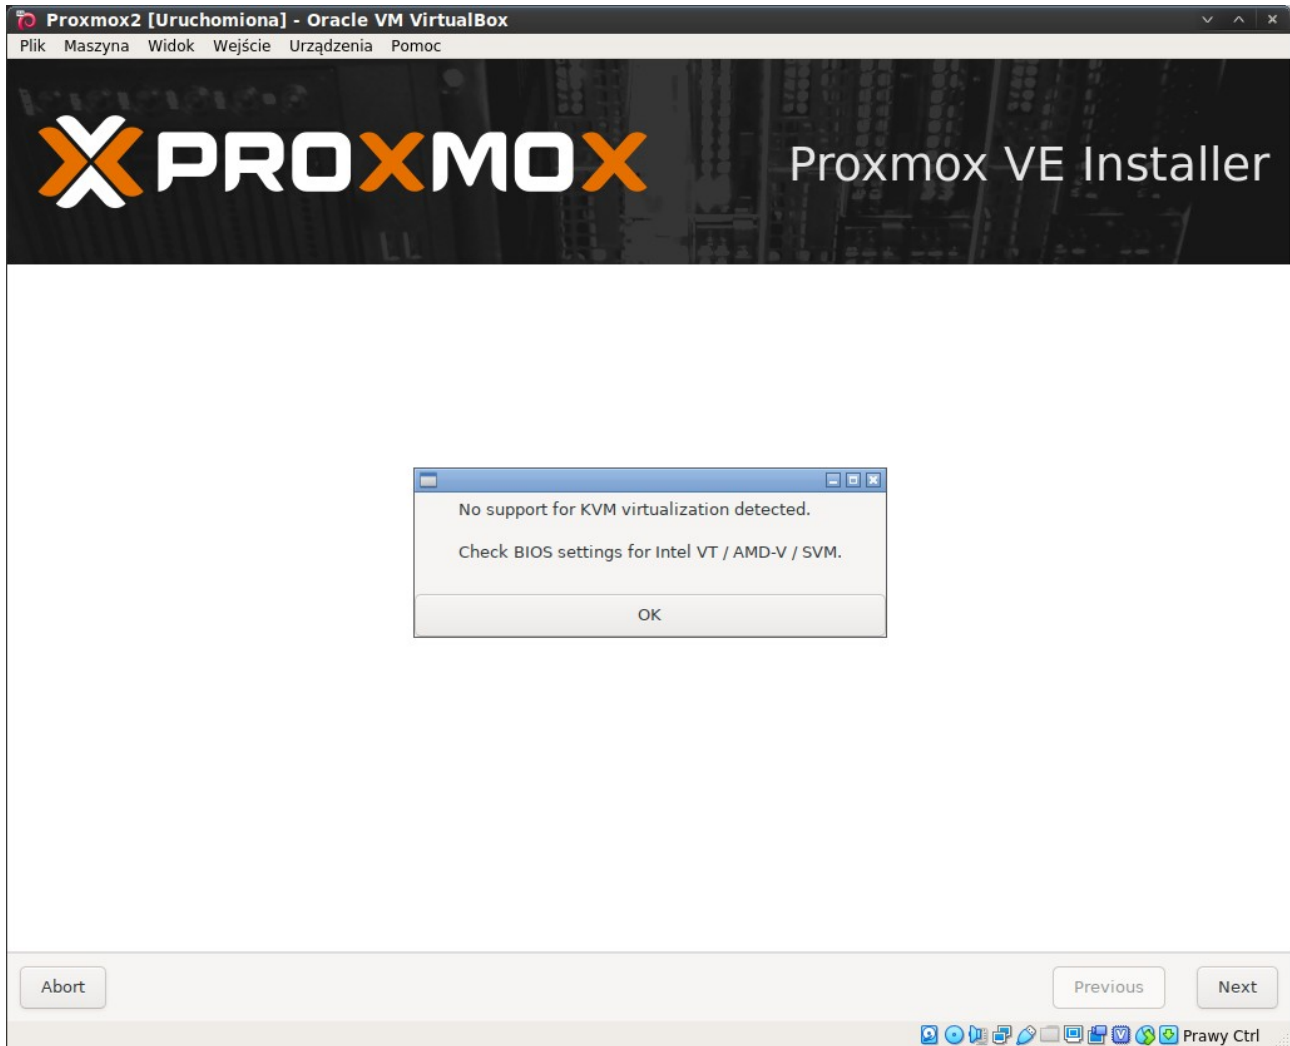 Proxmox2 [Uruchomiona] - Oracle VM VirtualBox
Plik Maszyna Widok Wejście Urządzenia Pomoc
PROXMOX
Proxmox VE Installer
No support for KVM virtualization detected.
Check BIOS settings for Intel VT / AMD-V / SVM.
OK
Abort
Previous
Next
Prawy Ctrl